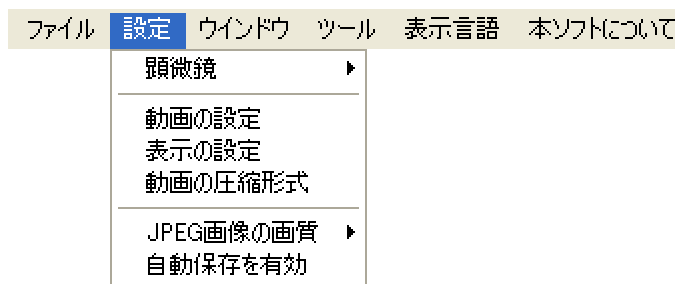 ファイル 設定 ウインドウ ツール 表示言語 本ソフトについて
顕微鏡
動画の設定
表示の設定
動画の圧縮形式
JPEG画像の画質
自動保存を有効